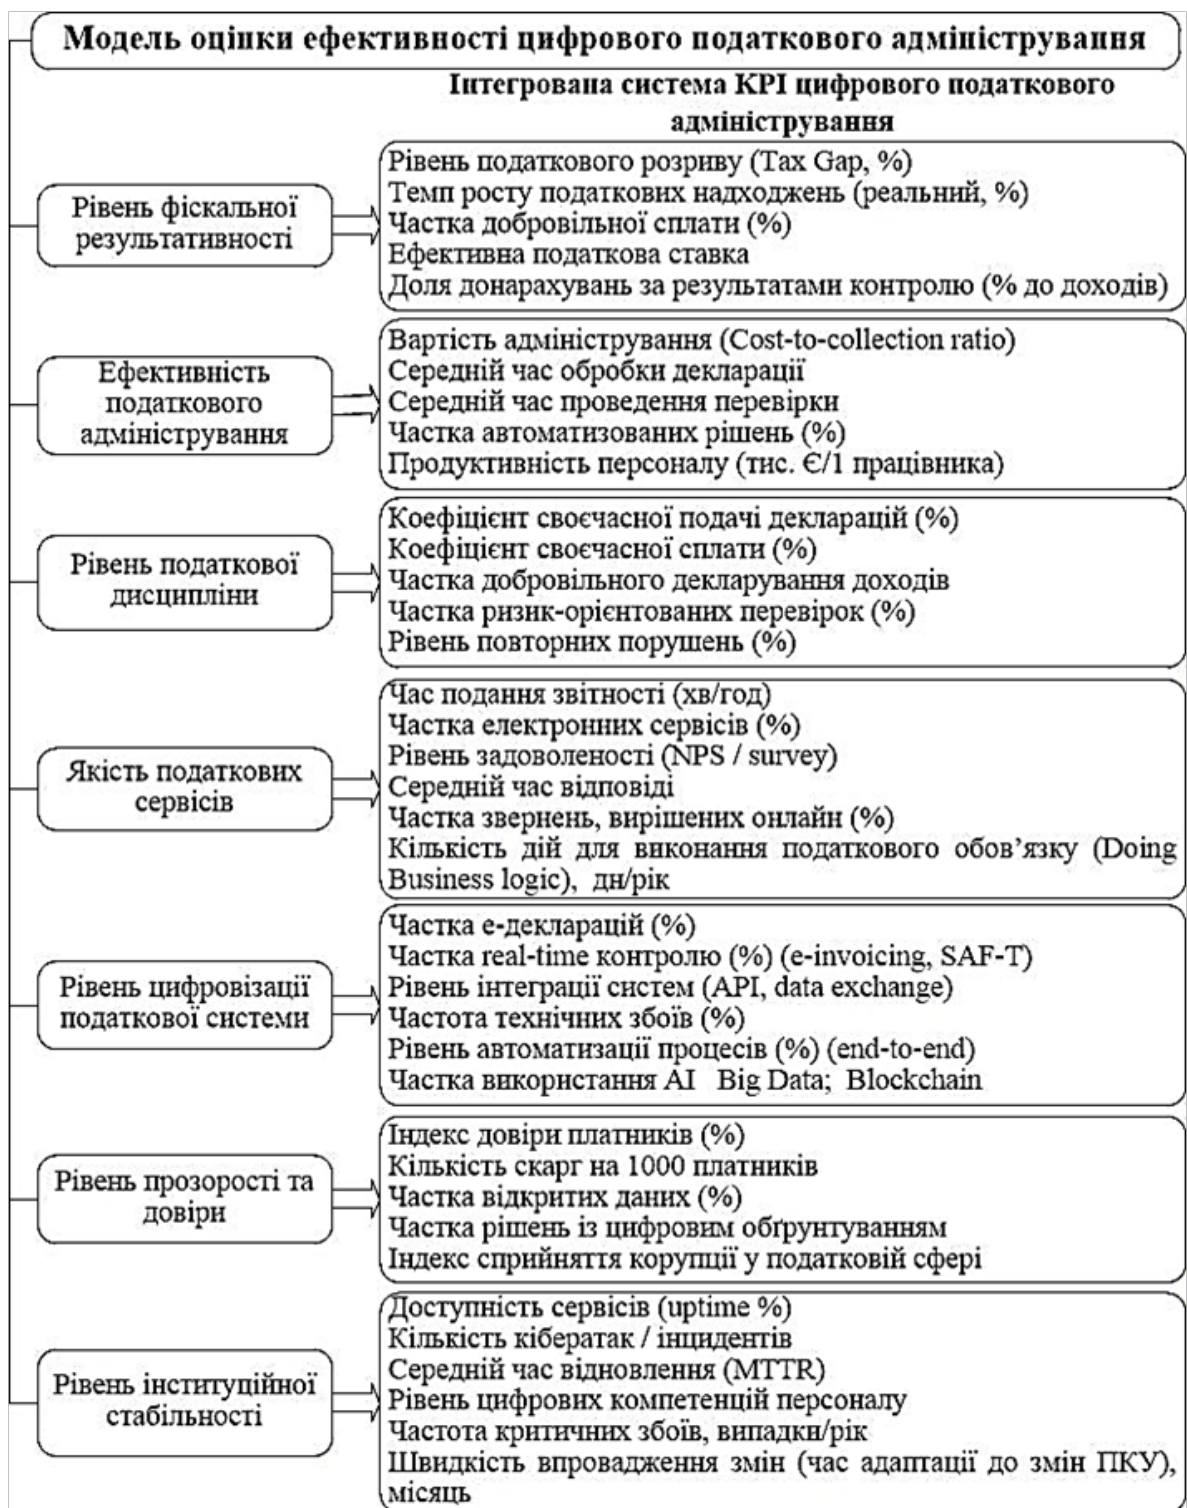 Модель оцінки ефективності цифрового податкового адміністрування
Інтегрована система KPI цифрового податкового
адміністрування
Рівень фіскальної
результативності
Рівень податкового розриву (Tax Gap, %)
Темп росту податкових надходжень (реальний, %)
Частка добровільної сплати (%)
Ефективна податкова ставка
Доля донарахувань за результатами контролю (% до доходів)
Ефективність
податкового
адміністрування
Вартість адміністрування (Cost-to-collection ratio)
Середній час обробки декларації
Середній час проведення перевірки
Частка автоматизованих рішень (%)
Продуктивність персоналу (тис. Є/1 працівника)
Рівень податкової
дисципліни
Коефіцієнт своєчасної подачі декларацій (%)
Коефіцієнт своєчасної сплати (%)
Частка добровільного декларування доходів
Частка ризик-орієнтованих перевірок (%)
Рівень повторних порушень (%)
Якість податкових
сервісів
Час подання звітності (хв/год)
Частка електронних сервісів (%)
Рівень задоволеності (NPS / survey)
Середній час відповіді
Частка звернень, вирішених онлайн (%)
Кількість дій для виконання податкового обов’язку (Doing
Business logic), дн/рік
Рівень цифровізації
податкової системи
Частка е-декларацій (%)
Частка real-time контролю (%) (e-invoicing, SAF-T)
Рівень інтеграції систем (API, data exchange)
Частота технічних збоїв (%)
Рівень автоматизації процесів (%) (end-to-end)
Частка використання AI Big Data; Blockchain
Рівень прозорості та
довіри
Індекс довіри платників (%)
Кількість скарг на 1000 платників
Частка відкритих даних (%)
Частка рішень із цифровим обґрунтуванням
Індекс сприйняття корупції у податковій сфері
Рівень інституційної
стабільності
Доступність сервісів (uptime %)
Кількість кібератак / інцидентів
Середній час відновлення (MTTR)
Рівень цифрових компетенцій персоналу
Частота критичних збоїв, випадки/рік
Швидкість впровадження змін (час адаптації до змін ПКУ),
місяць